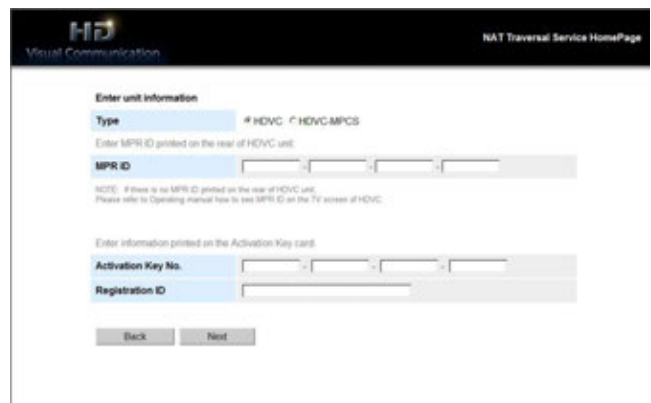 HD
Visual Communication
NAT Traversal Service HomePage
Enter unit information
Type HDVC HDVC-MPCS
Enter MPR ID printed on the rear of HDVC unit.
MPR ID - - -
NOTE: If there is no MPR ID printed on the rear of HDVC unit,
Please refer to Operating manual how to see MPR ID on the TV screen of HDVC.
Enter information printed on the Activation Key card.
Activation Key No. - - -
Registration ID
Back Next